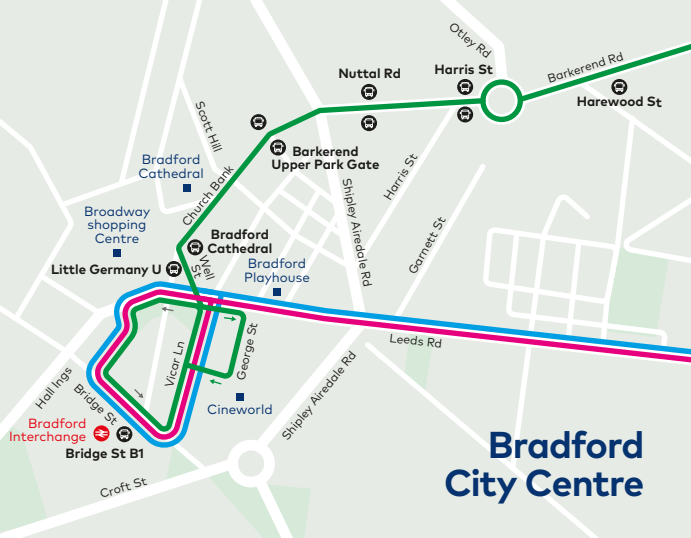 Otley Rd
Nuttal Rd
Harris St
Barkerend Rd
Harewood St
Scott Hill
Barkerend
Upper Park Gate
Harris St
Bradford
Cathedral
Church Bank
Shipley Airedale Rd
Broadway
shopping
Centre
Bradford
Cathedral
Garnett St
Little Germany U
Well
St
Bradford
Playhouse
Leeds Rd
George St
Vicar Ln
Hall Ings
Bridge St
Cineworld
Shipley Airedale Rd
Bradford
Interchange
Bridge St B1
Croft St
Bradford
City Centre